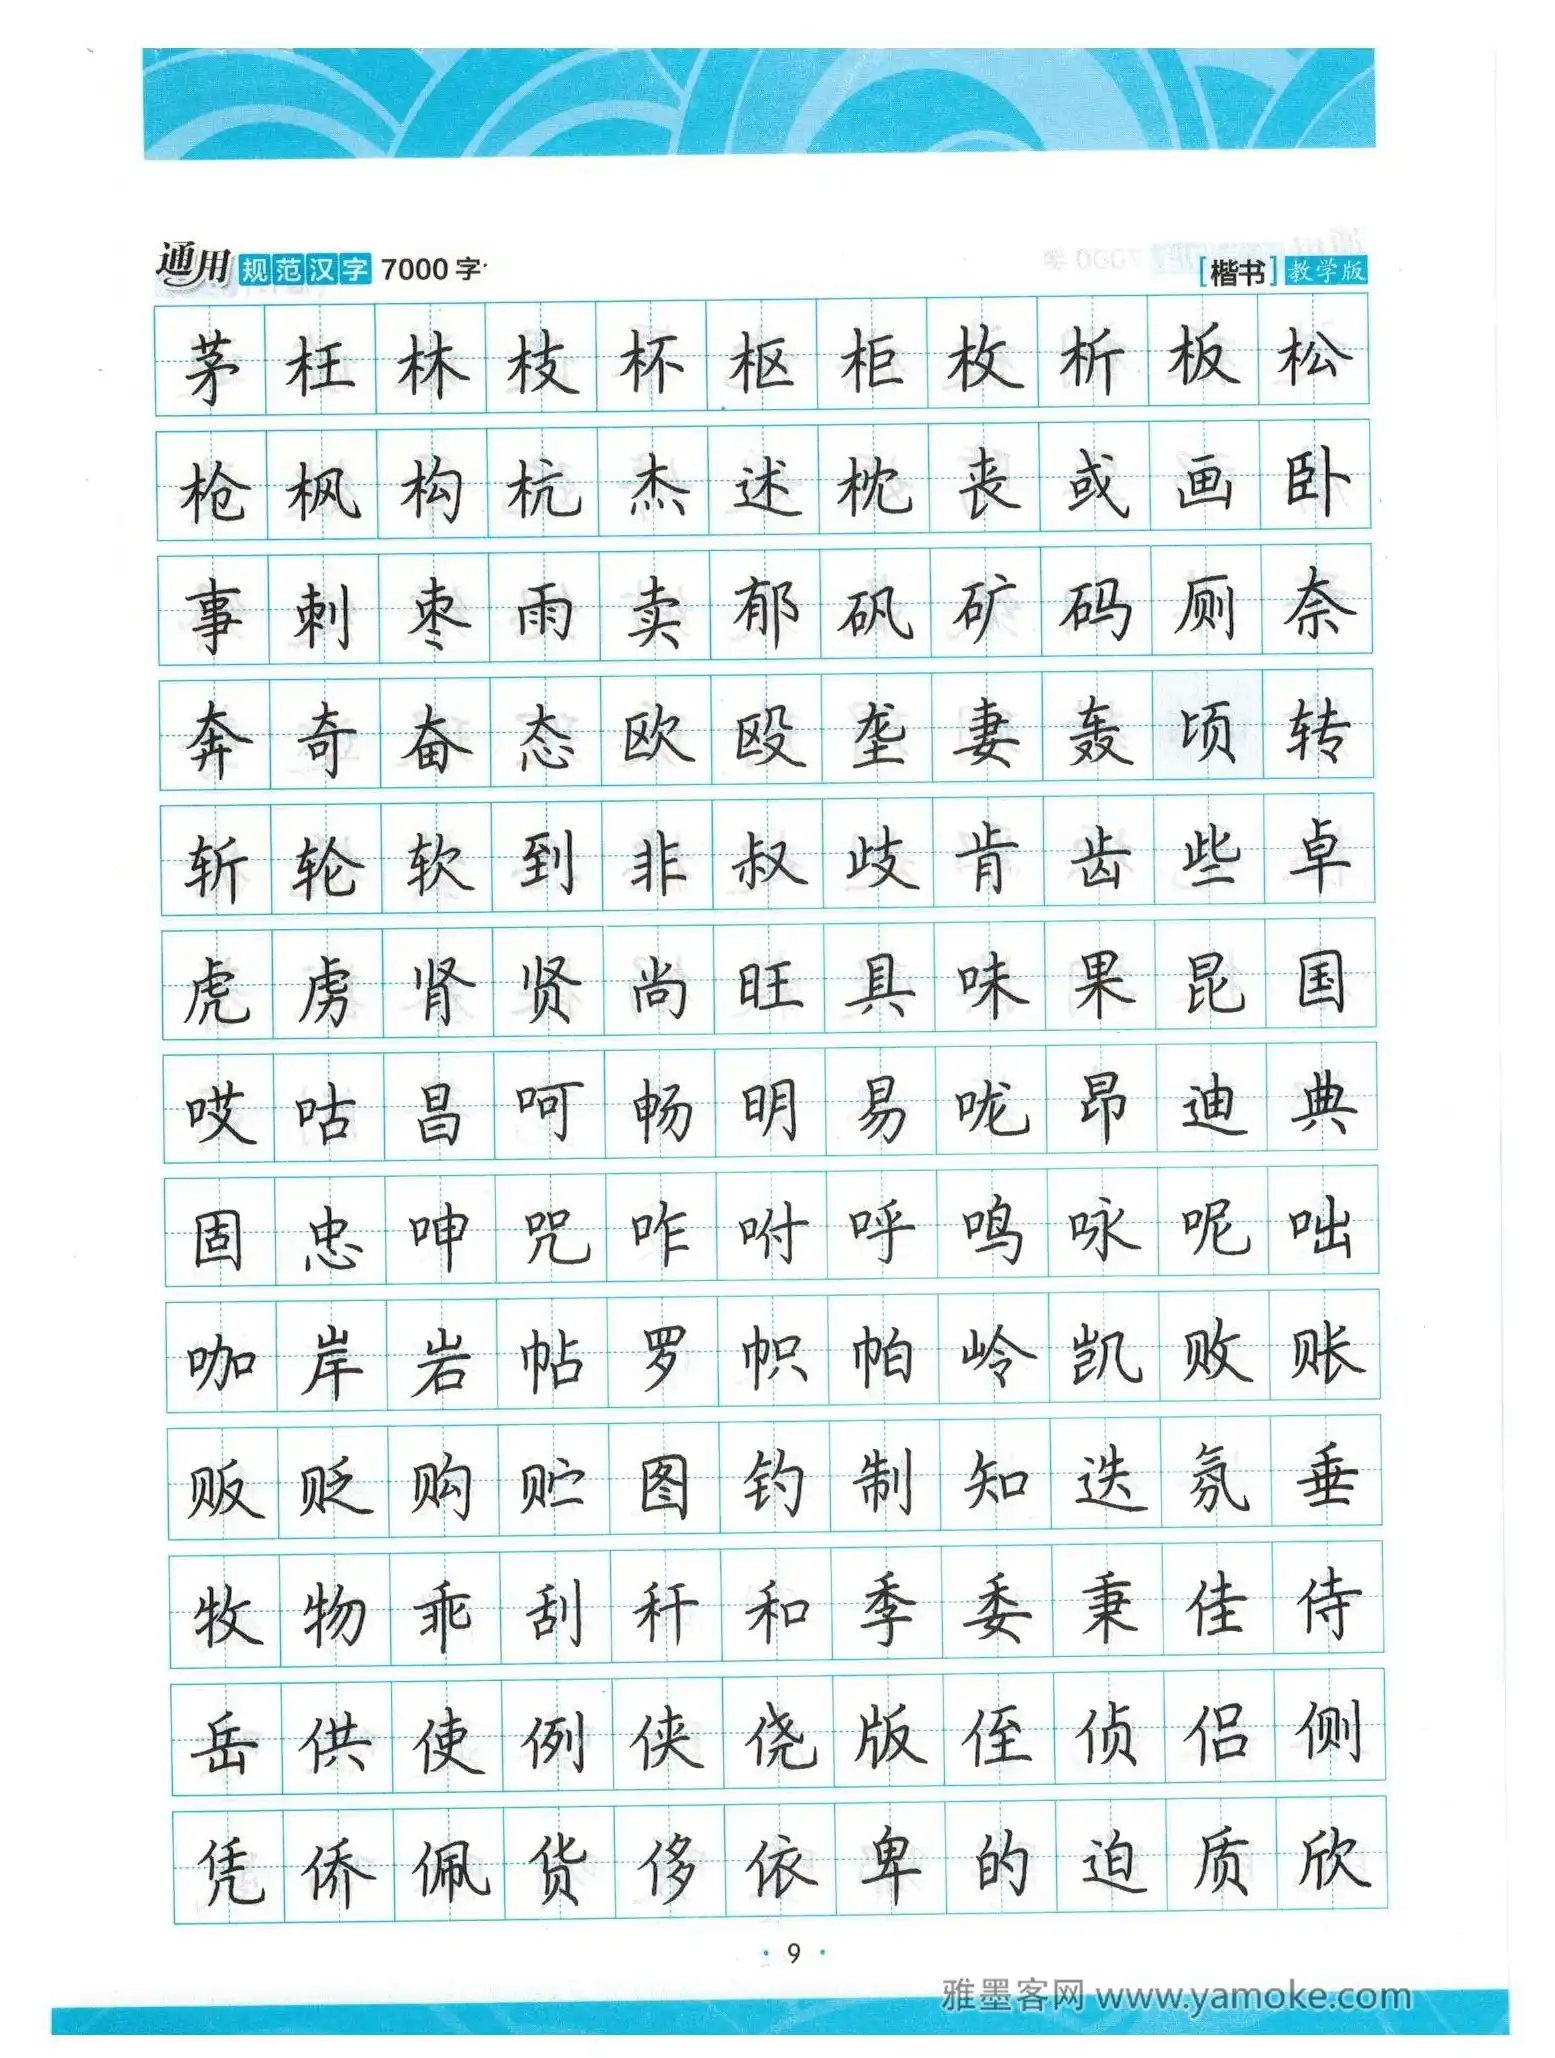 通用规范汉字 7000 字 [楷书] 教学版
茅枉林枝杯枢柜枚析板松
枪枫构杭杰述枕丧或画卧
事刺枣雨卖郁矾矿码厕奈
奔奇奋态欧殴垄妻轰顷转
斩轮软到非叔歧肯齿些卓
虎虏肾贤尚旺具味果昆国
哎咕昌呵畅明易咙昂迪典
固忠呻咒咋咐呼鸣咏呢咄
咖岸岩帖罗帜帕岭凯败账
贩贬购贮图钓制知迭氛垂
牧物乖刮秆和季委秉佳侍
岳供使例侠侥版侄侦侣侧
凭侨佩货侈依卑的迫质欣
· 9 ·
雅墨客网 www.yamoke.com